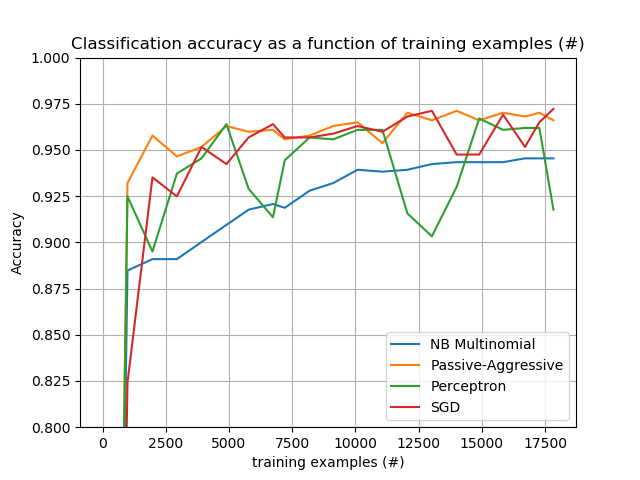 Classification accuracy as a function of training examples (#)
1.000
0.975
0.950
0.925
0.900
0.875
0.850
0.825
0.800
Accuracy
NB Multinomial
Passive-Aggressive
Perceptron
SGD
0 2500 5000 7500 10000 12500 15000 17500
training examples (#)